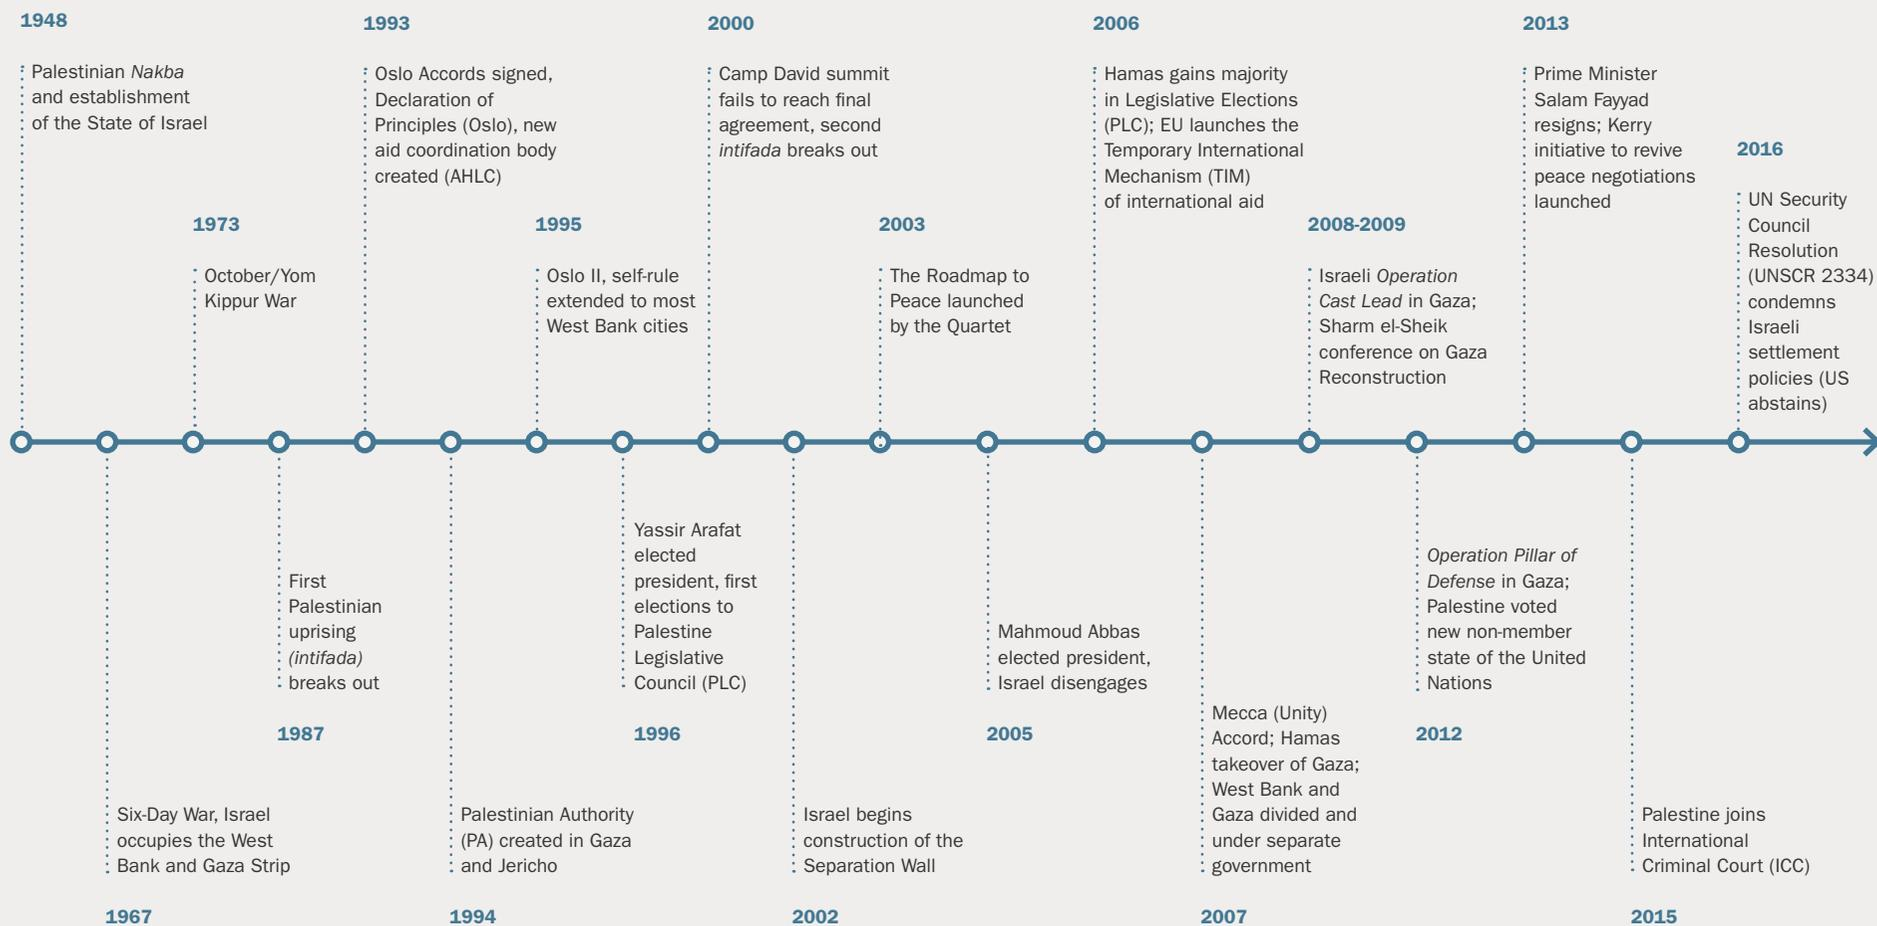 1948
Palestinian Nakba
and establishment
of the State of Israel
1993
Oslo Accords signed,
Declaration of
Principles (Oslo), new
aid coordination body
created (AHLC)
2000
Camp David summit
fails to reach final
agreement, second
intifada breaks out
2006
Hamas gains majority
in Legislative Elections
(PLC); EU launches the
Temporary International
Mechanism (TIM)
of international aid
2013
Prime Minister
Salam Fayyad
resigns; Kerry
initiative to revive
peace negotiations
launched
2016
UN Security
Council
Resolution
(UNSCR 2334)
condemns
Israeli
settlement
policies (US
abstains)
1973
October/Yom
Kippur War
1995
Oslo II, self-rule
extended to most
West Bank cities
2003
The Roadmap to
Peace launched
by the Quartet
2008-2009
Israeli Operation
Cast Lead in Gaza;
Sharm el-Sheik
conference on Gaza
Reconstruction
First
Palestinian
uprising
(intifada)
breaks out
1987
Yassir Arafat
elected
president, first
elections to
Palestine
Legislative
Council (PLC)
1996
Mahmoud Abbas
elected president,
Israel disengages
2005
Operation Pillar of
Defense in Gaza;
Palestine voted
new non-member
state of the United
Nations
2012
Six-Day War, Israel
occupies the West
Bank and Gaza Strip
1967
Palestinian Authority
(PA) created in Gaza
and Jericho
1994
Israel begins
construction of the
Separation Wall
2002
Mecca (Unity)
Accord; Hamas
takeover of Gaza;
West Bank and
Gaza divided and
under separate
government
2007
Palestine joins
International
Criminal Court (ICC)
2015